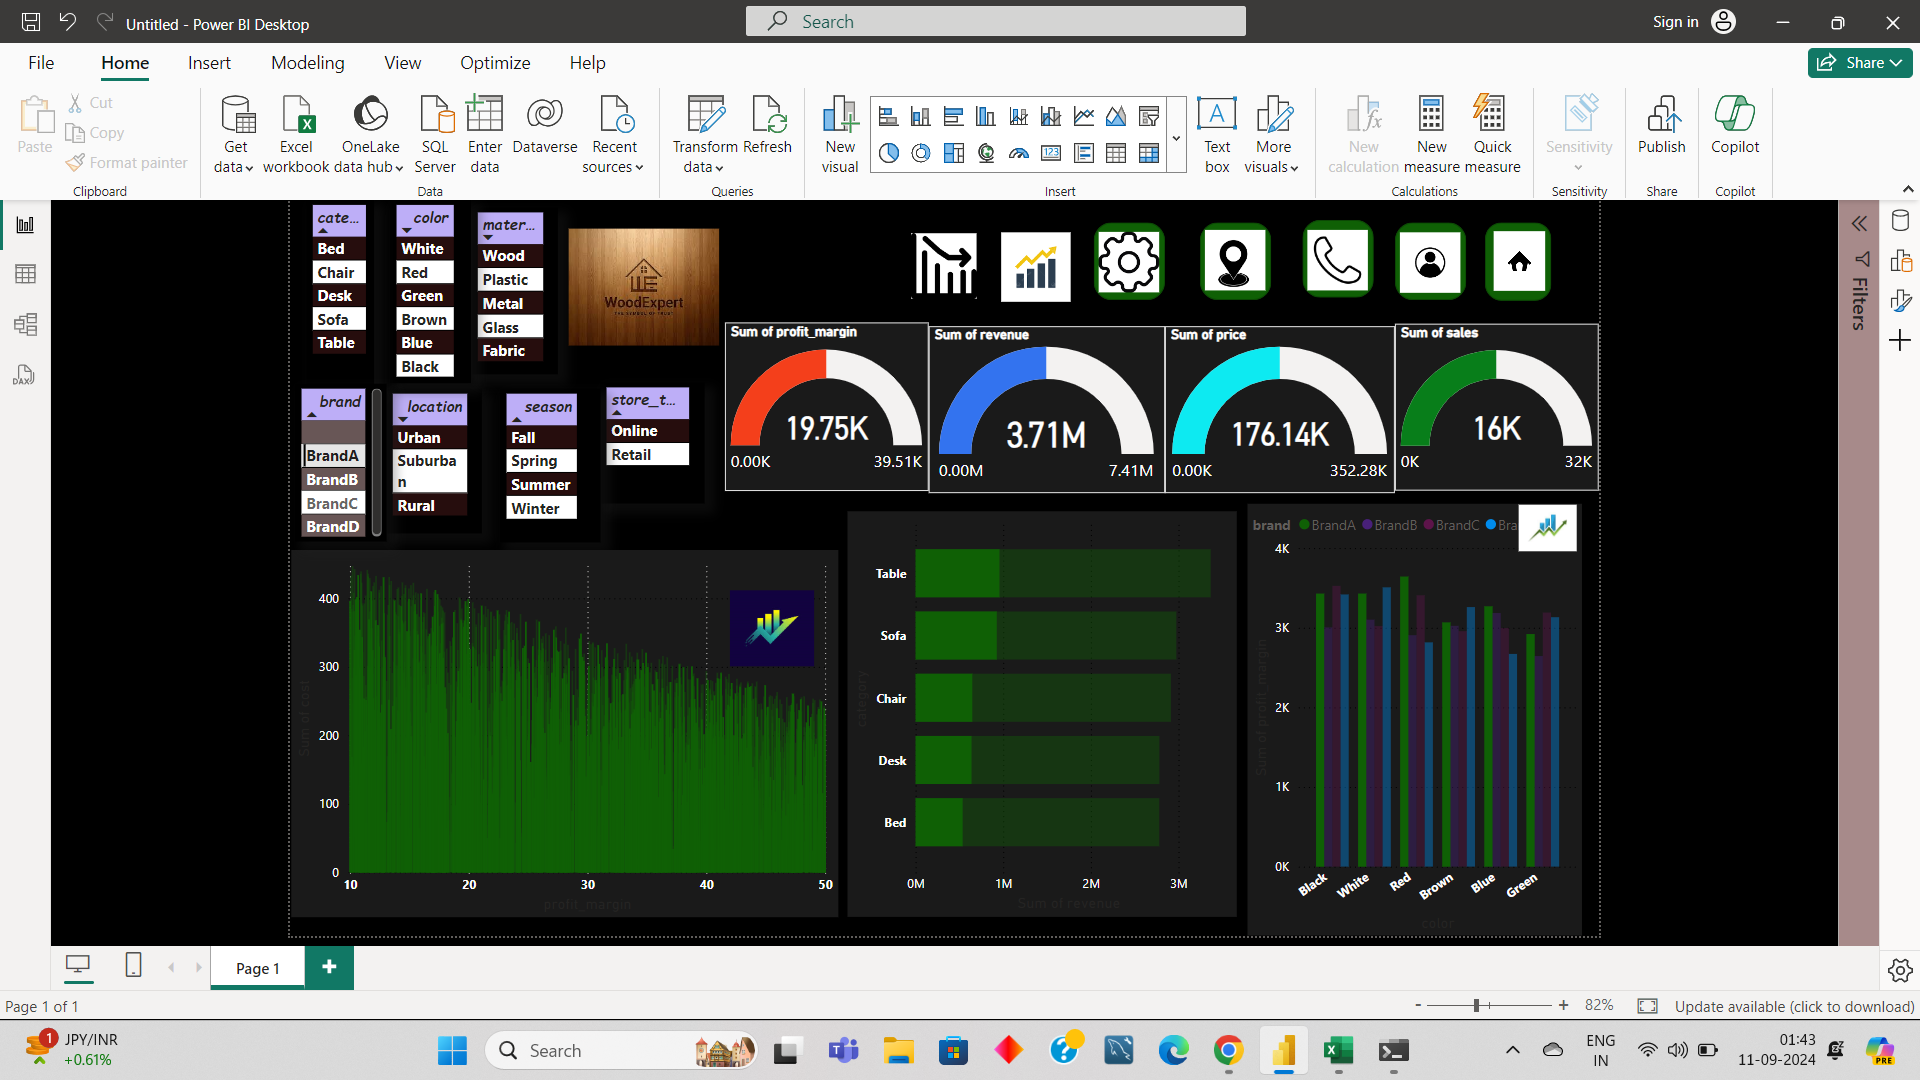 Untitled - Power BI Desktop
Search
Sign in
File
Home
Insert
Modeling
View
Optimize
Help
Share
Paste
Cut
Copy
Format painter
Clipboard
Get data
Excel workbook
OneLake data hub
SQL Server
Enter data
Dataverse
Recent sources
Data
Transform data
Refresh
Queries
New visual
Text box
More visuals
Insert
New calculation
New measure
Quick measure
Calculations
Sensitivity
Sensitivity
Publish
Share
Copilot
Copilot
cate...
Bed
Chair
Desk
Sofa
Table
color
White
Red
Green
Brown
Blue
Black
mater...
Wood
Plastic
Metal
Glass
Fabric
WoodExpert
brand
BrandA
BrandB
BrandC
BrandD
location
Urban
Suburba
n
Rural
season
Fall
Spring
Summer
Winter
store_t...
Online
Retail
Sum of profit_margin
19.75K
0.00K
39.51K
Sum of revenue
3.71M
0.00M
7.41M
Sum of price
176.14K
0.00K
352.28K
Sum of sales
16K
0K
32K
Filters
Sum of cost
400
300
200
100
0
10
20
30
40
50
profit_margin
category
Table
Sofa
Chair
Desk
Bed
0M
1M
2M
3M
Sum of revenue
brand
BrandA
BrandB
BrandC
Bra
Sum of profit_margin
4K
3K
2K
1K
0K
Black
White
Red
Brown
Blue
Green
color
DAX
Page 1
Page 1 of 1
82%
Update available (click to download)
1
JPY/INR
+0.61%
Search
ENG
IN
01:43
11-09-2024
PRE